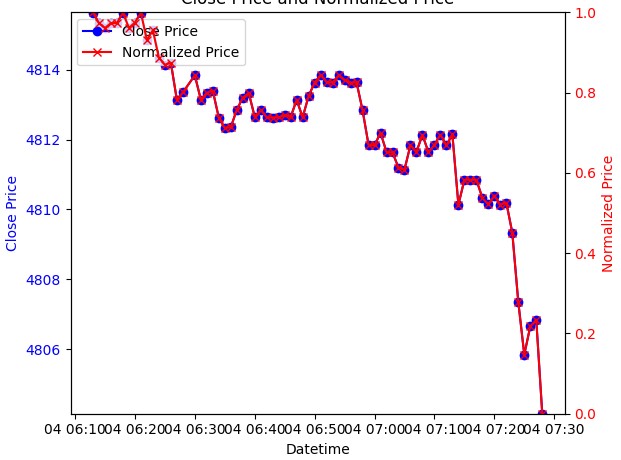 Close Price and Normalized Price
Close Price
Normalized Price
4814
4812
4810
4808
4806
Close Price
1.0
0.8
0.6
0.4
0.2
0.0
Normalized Price
04 06:10 04 06:20 04 06:30 04 06:40 04 06:50 04 07:00 04 07:10 04 07:20 04 07:30
Datetime